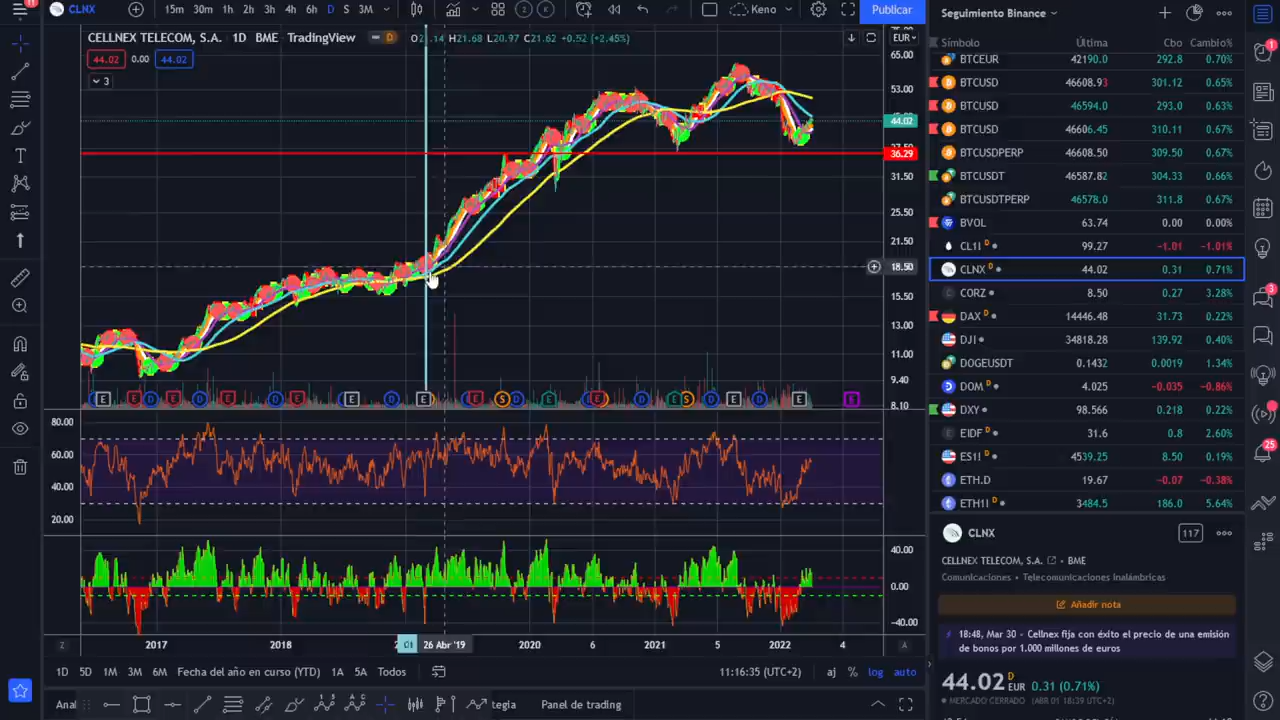 11
CLNX
15m 30m 1h 2h 3h 4h 6h D S 3M
Keno
Publicar
CELLNEX TELECOM, S.A. · 1D · BME · TradingView
D
H21.68 L20.97 C21.62 +0.52 (+2.45%)
EUR
44.02 0.00 44.02
3
65.00
53.00
44.02
36.29
31.50
25.50
21.50
18.50
15.50
13.00
11.00
9.40
8.10
80.00
60.00
40.00
20.00
40.00
0.00
−40.00
Z
2017 2018 26 Abr '19 2020 6 2021 5 2022 4
A
1D 5D 1M 3M 6M Fecha del año en curso (YTD) 1A 5A Todos
11:16:35 (UTC+2) aj % log auto
Anal
tegia
Panel de trading
Seguimiento Binance
Símbolo Última Cbo Cambio%
BTCEUR 42190.0 292.8 0.70%
BTCUSD 46608.93 301.12 0.65%
BTCUSD 46594.0 293.0 0.63%
BTCUSD 46606.45 310.11 0.67%
BTCUSDPERP 46608.50 309.50 0.67%
BTCUSDT 46587.82 304.33 0.66%
BTCUSDTPERP 46578.0 311.8 0.67%
BVOL 63.74 0.00 0.00%
CL1! D 99.27 −1.01 −1.01%
CLNX D 44.02 0.31 0.71%
CORZ 8.50 0.27 3.28%
DAX D 14446.48 31.73 0.22%
DJI 34818.28 139.92 0.40%
DOGEUSDT 0.1432 0.0019 1.34%
DOM D 4.025 −0.035 −0.86%
DXY 98.566 0.218 0.22%
EIDF D 31.6 0.8 2.60%
ES1! D 4539.25 8.50 0.19%
ETH.D 19.67 −0.07 −0.38%
ETH1! D 3484.5 186.0 5.64%
CLNX
117
CELLNEX TELECOM, S.A. · BME
Comunicaciones · Telecomunicaciones Inalámbricas
Añadir nota
18:48, Mar 30 - Cellnex fija con éxito el precio de una emisión
de bonos por 1.000 millones de euros
44.02 D EUR 0.31 (0.71%)
MERCADO CERRADO (ABR 01 18:39 UTC+2)
1
3
25